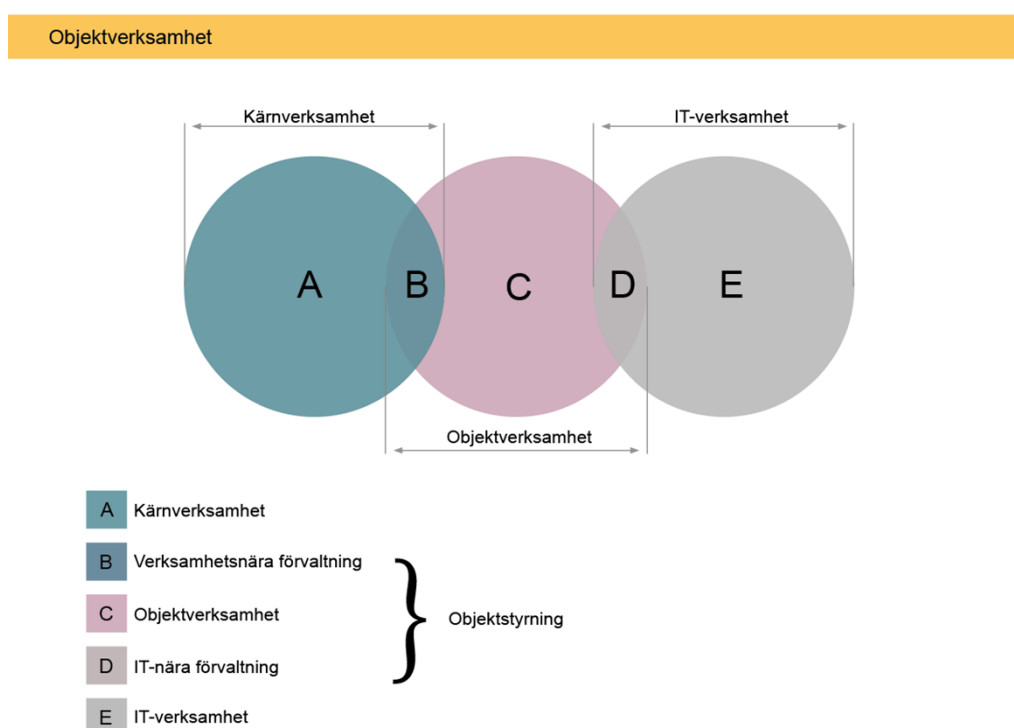 Objektverksamhet
Kärnverksamhet
IT-verksamhet
A
B
C
D
E
Objektverksamhet
A Kärnverksamhet
B Verksamhetsnära förvaltning
C Objektverksamhet
} Objektstyrning
D IT-nära förvaltning
E IT-verksamhet